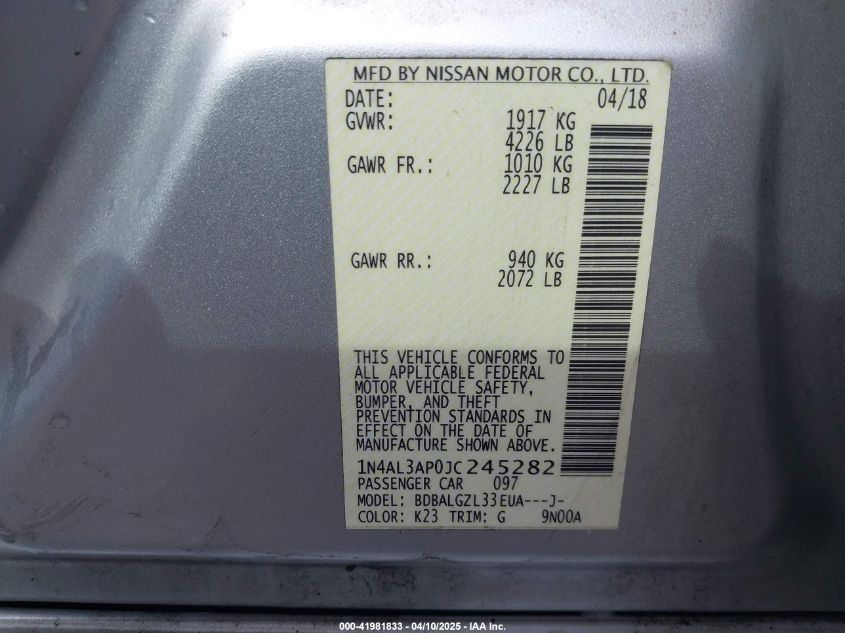 MFD BY NISSAN MOTOR CO., LTD.
DATE: 04/18
GVWR: 1917 KG
4226 LB
GAWR FR.: 1010 KG
2227 LB
GAWR RR.: 940 KG
2072 LB
THIS VEHICLE CONFORMS TO
ALL APPLICABLE FEDERAL
MOTOR VEHICLE SAFETY,
BUMPER, AND THEFT
PREVENTION STANDARDS IN
EFFECT ON THE DATE OF
MANUFACTURE SHOWN ABOVE.
1N4AL3AP0JC245282
PASSENGER CAR 097
MODEL: BDBALGZL33EUA---J-
COLOR: K23 TRIM: G 9N00A
000-41981833 - 04/10/2025 - IAA Inc.